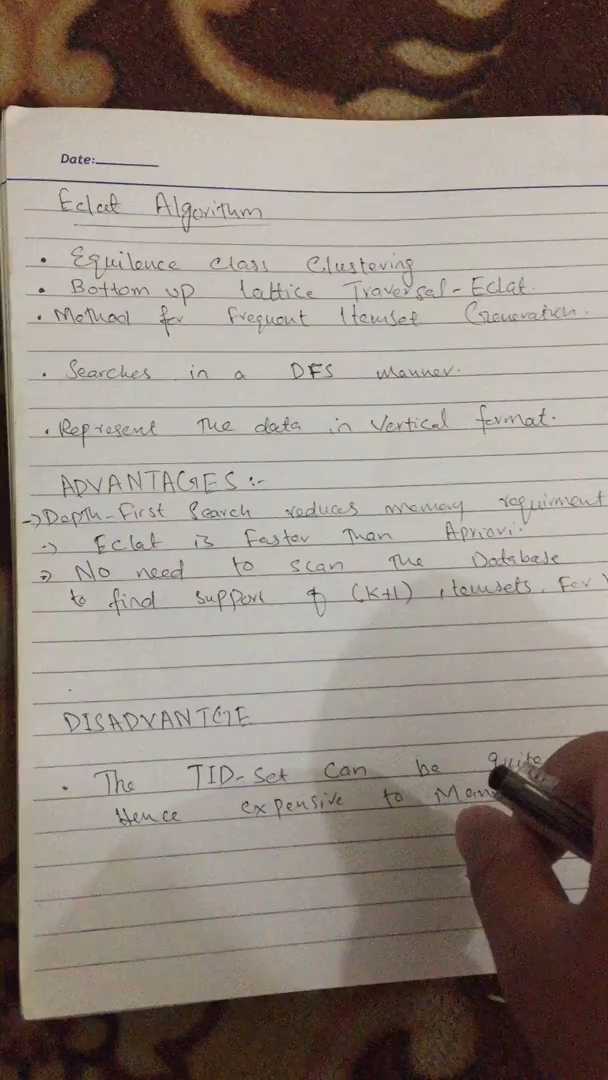 Date:
Eclat Algorithm
• Equilence class Clustering
• Bottom up lattice Traversal-Eclat.
• Method for Frequent Itemset Generation.
• Searches in a DFS manner.
• Represent the data in Vertical format.
ADVANTAGES :-
-> Depth-First Search reduces memory requirment
-> Eclat is Faster Than Apriori.
-> No need to scan The Database
to find support of (K+1) itemsets. For
DISADVANTGE
• The TID-Set can be quite
Hence expensive to